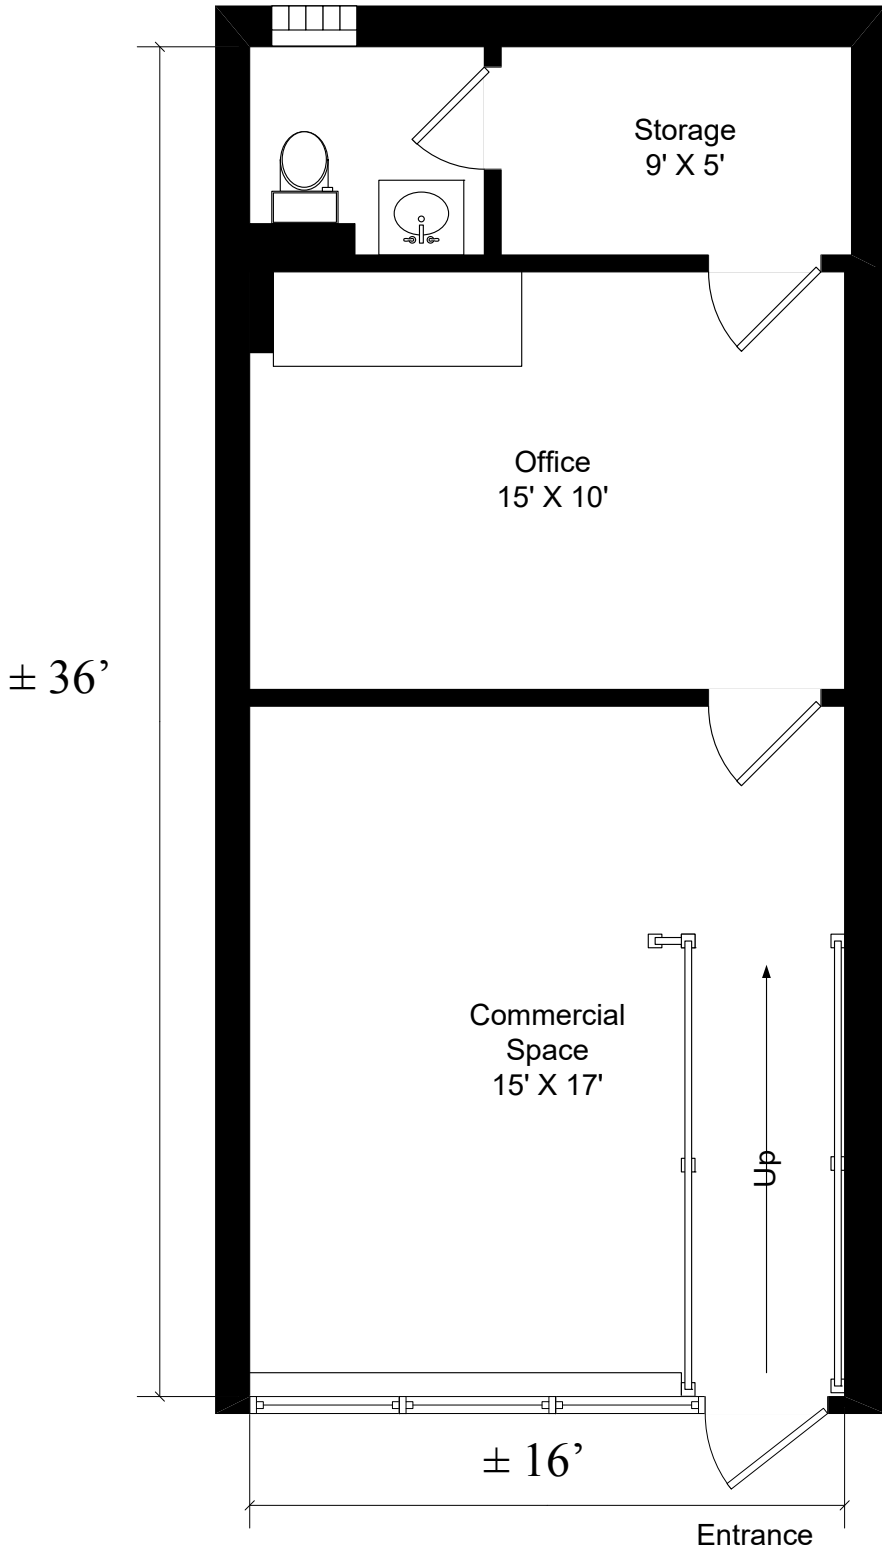 Storage
9' X 5'
Office
15' X 10'
± 36’
Commercial
Space
15' X 17'
Up
± 16’
Entrance